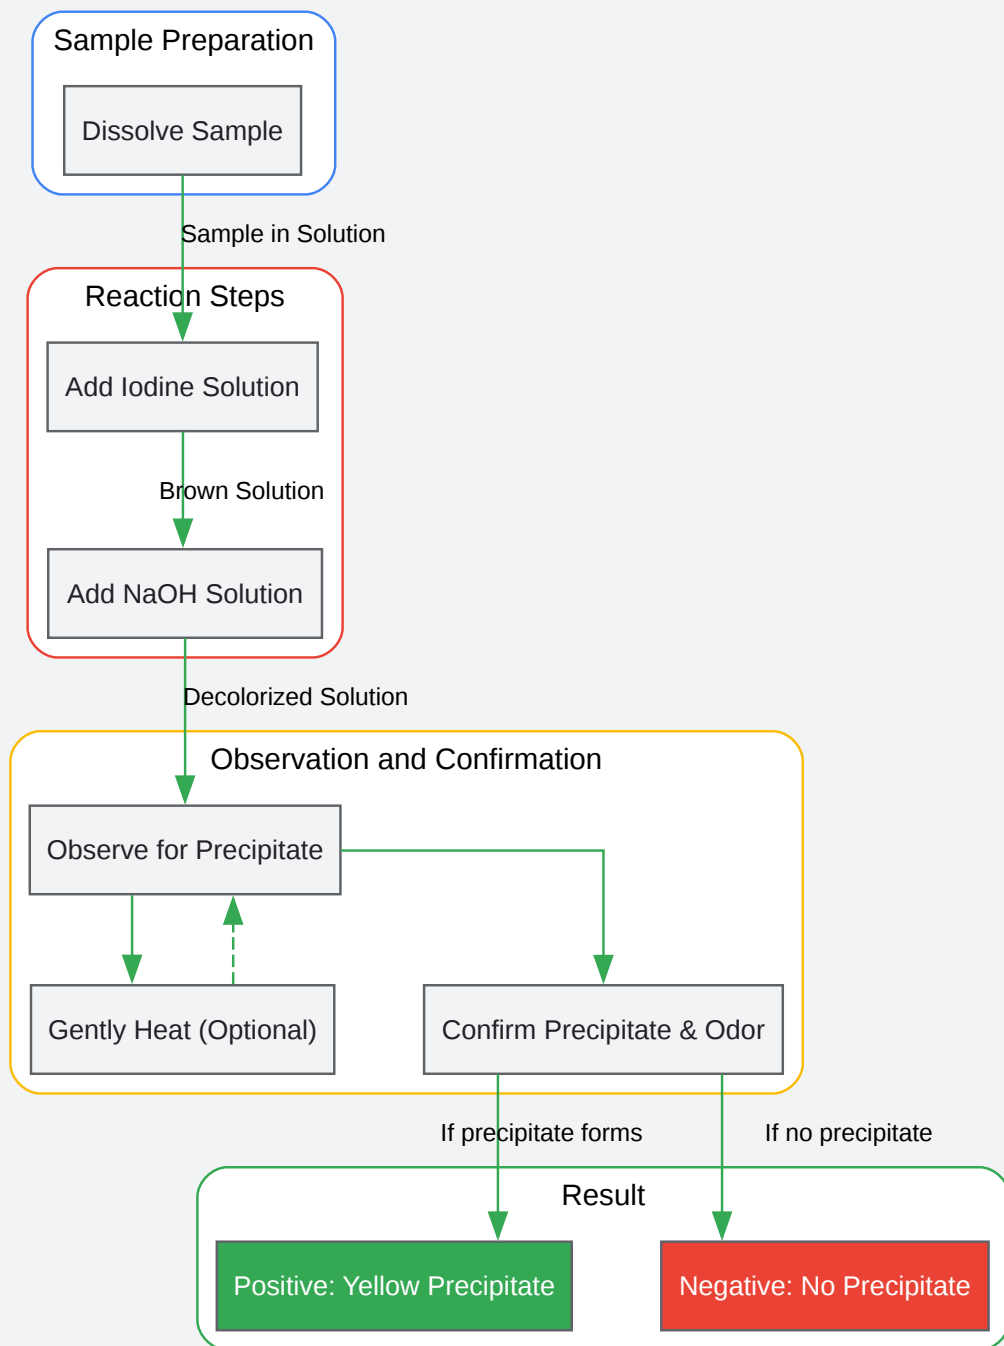 Sample Preparation
Dissolve Sample
Sample in Solution
Reaction Steps
Add Iodine Solution
Brown Solution
Add NaOH Solution
Decolorized Solution
Observation and Confirmation
Observe for Precipitate
Gently Heat (Optional)
Confirm Precipitate & Odor
If precipitate forms
If no precipitate
Result
Positive: Yellow Precipitate
Negative: No Precipitate